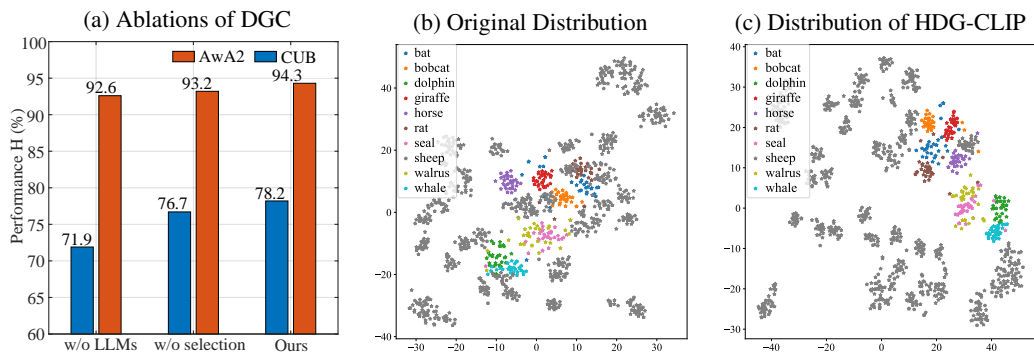 (a) Ablations of DGC
Performance H (%)
100
95
90
85
80
75
70
65
60
AwA2
CUB
92.6
93.2
94.3
71.9
76.7
78.2
w/o LLMs
w/o selection
Ours
(b) Original Distribution
bat
bobcat
dolphin
giraffe
horse
rat
seal
sheep
walrus
whale
40
20
0
−20
−40
−30
−20
−10
0
10
20
30
(c) Distribution of HDG-CLIP
bat
bobcat
dolphin
giraffe
horse
rat
seal
sheep
walrus
whale
40
30
20
10
0
−10
−20
−30
−40
−20
0
20
40